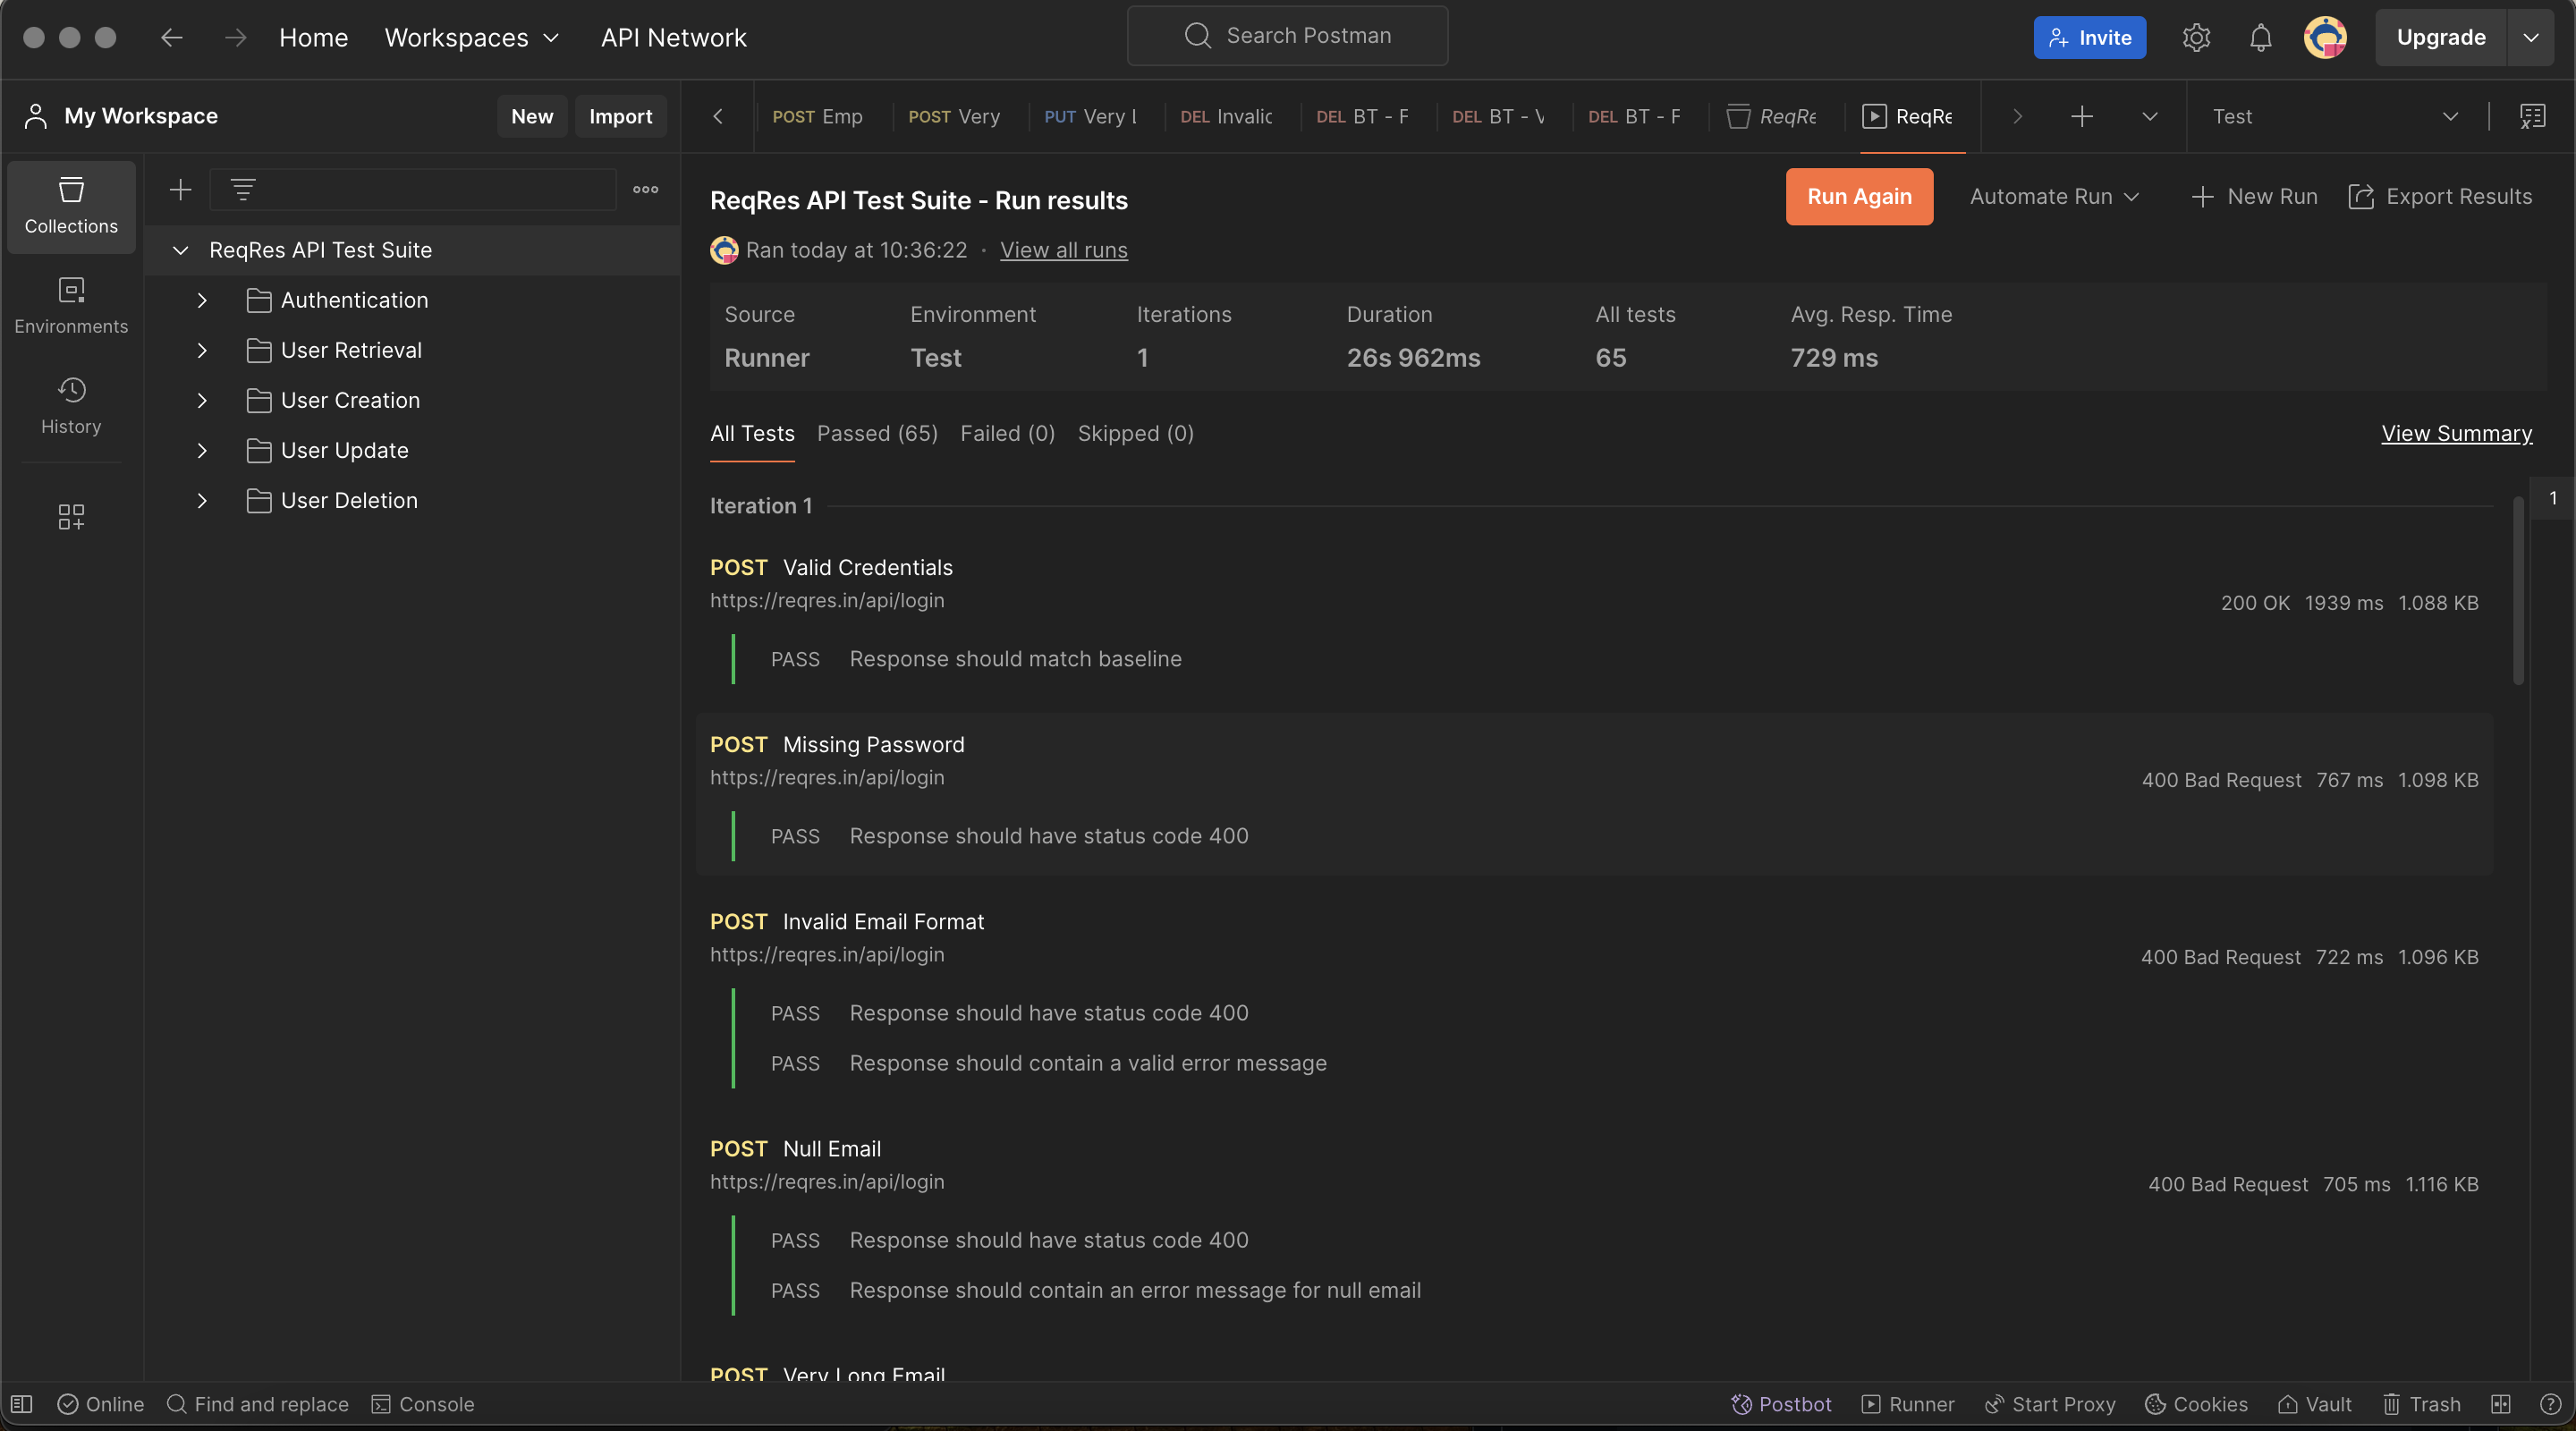 Home Workspaces API Network Search Postman Invite Upgrade
My Workspace New Import
POST Emp POST Very PUT Very DEL Invalid DEL BT - F DEL BT - DEL BT - F ReqRe ReqRe Test
Collections
Environments
History
ReqRes API Test Suite
Authentication
User Retrieval
User Creation
User Update
User Deletion
ReqRes API Test Suite - Run results Run Again Automate Run New Run Export Results
Ran today at 10:36:22 · View all runs
Source Environment Iterations Duration All tests Avg. Resp. Time
Runner Test 1 26s 962ms 65 729 ms
All Tests Passed (65) Failed (0) Skipped (0) View Summary
Iteration 1 1
POST Valid Credentials
https://reqres.in/api/login 200 OK 1939 ms 1.088 KB
PASS Response should match baseline
POST Missing Password
https://reqres.in/api/login 400 Bad Request 767 ms 1.098 KB
PASS Response should have status code 400
POST Invalid Email Format
https://reqres.in/api/login 400 Bad Request 722 ms 1.096 KB
PASS Response should have status code 400
PASS Response should contain a valid error message
POST Null Email
https://reqres.in/api/login 400 Bad Request 705 ms 1.116 KB
PASS Response should have status code 400
PASS Response should contain an error message for null email
POST Very Long Email
Online Find and replace Console Postbot Runner Start Proxy Cookies Vault Trash